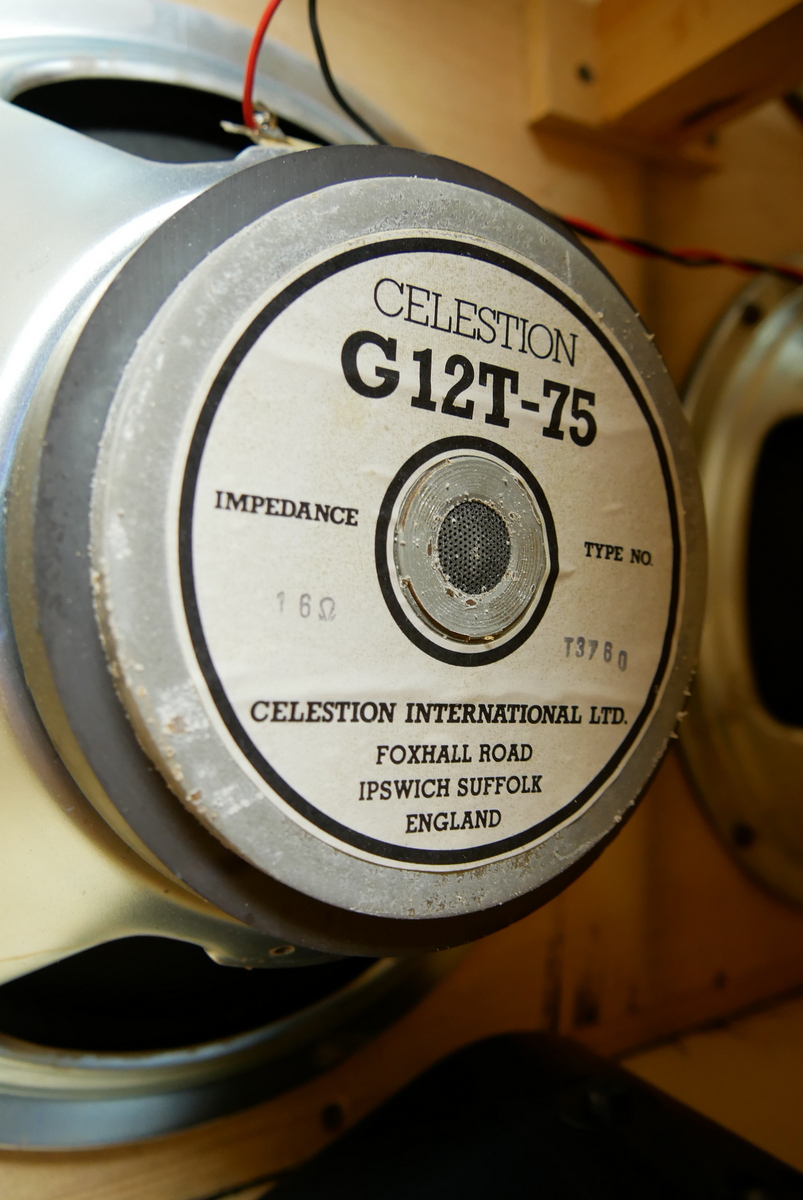 CELESTION
G12T-75
IMPEDANCE
TYPE NO.
16Ω
T3760
CELESTION INTERNATIONAL LTD.
FOXHALL ROAD
IPSWICH SUFFOLK
ENGLAND